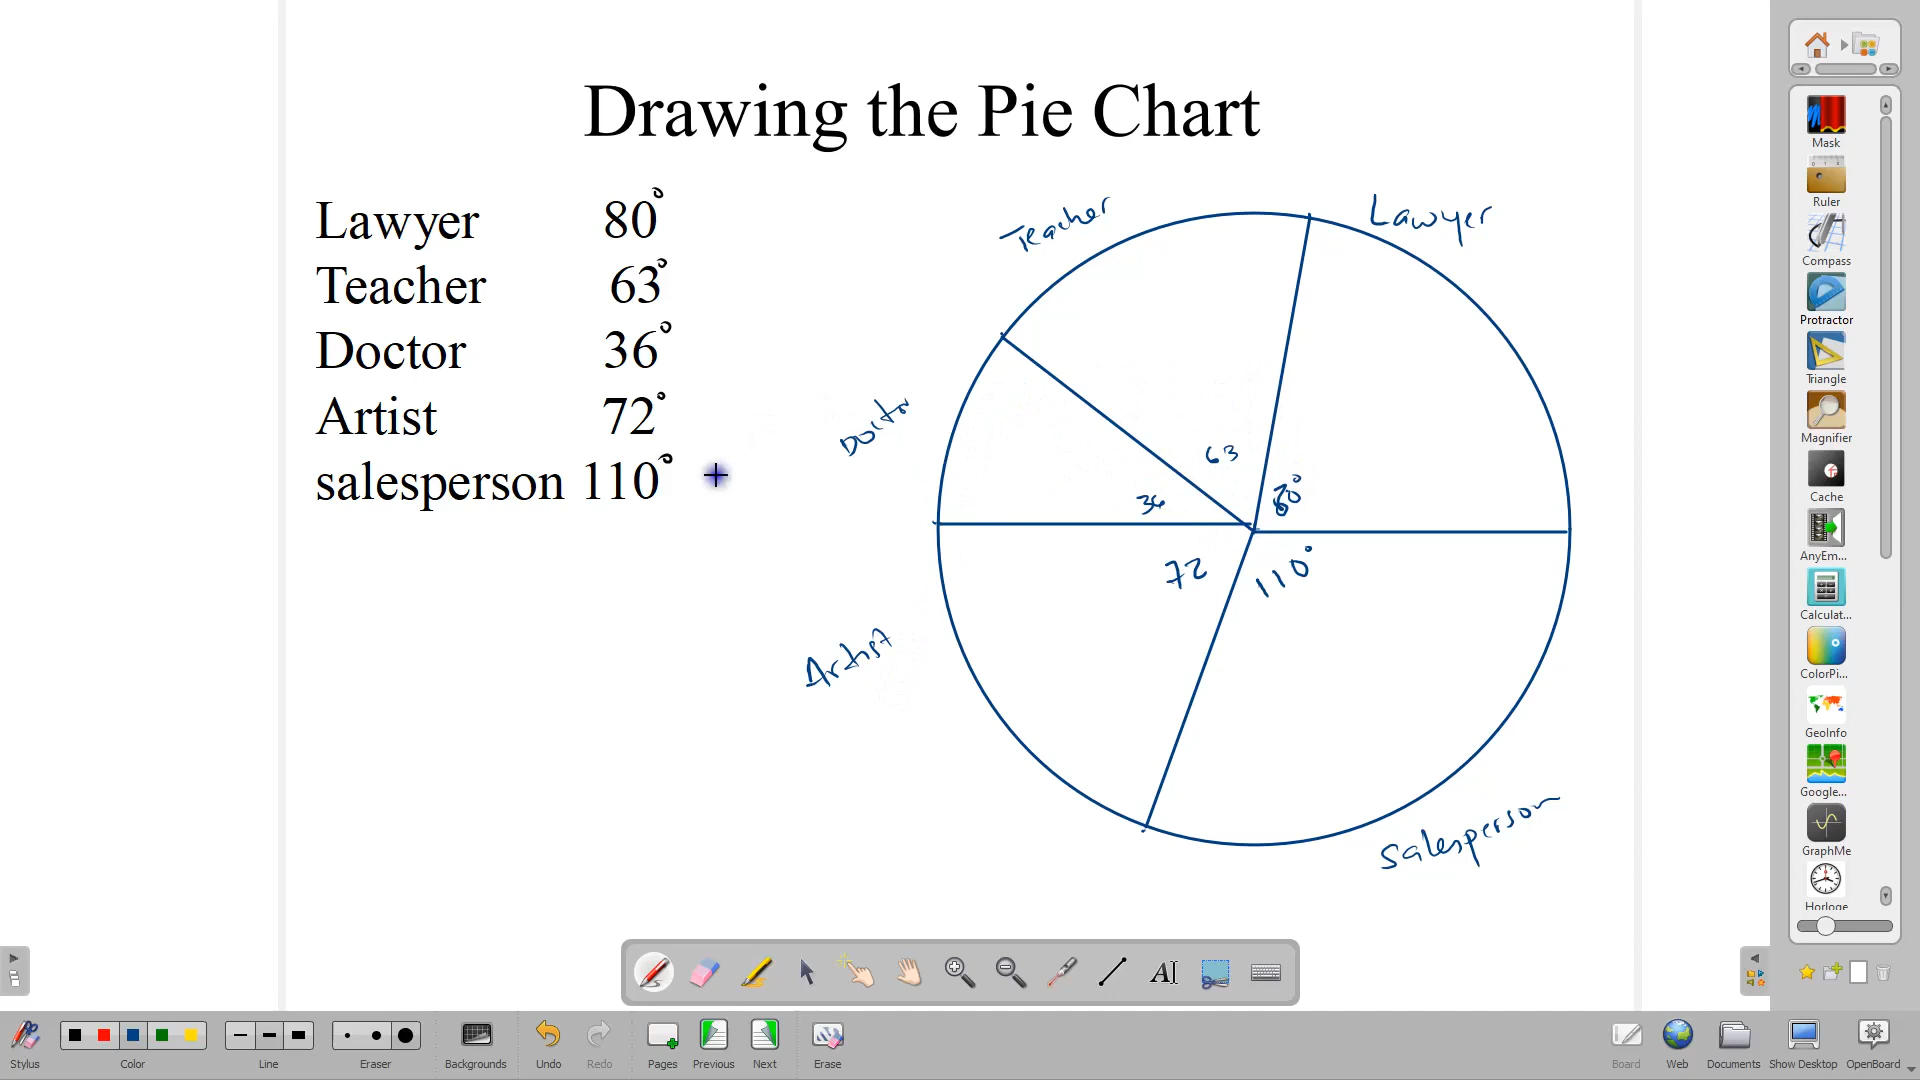 Drawing the Pie Chart
Lawyer 80°
Teacher 63°
Doctor 36°
Artist 72°
salesperson 110°
Teacher
Lawyer
Doctor
63
36
80°
72
110°
Artist
Salesperson
Mask
Ruler
Compass
Protractor
Triangle
Magnifier
Cache
AnyEm...
Calculat...
ColorPi...
GeoInfo
Google...
GraphMe
Horloge
AI
Stylus
Color
Line
Eraser
Backgrounds
Undo
Redo
Pages
Previous
Next
Erase
Board
Web
Documents
Show Desktop
OpenBoard